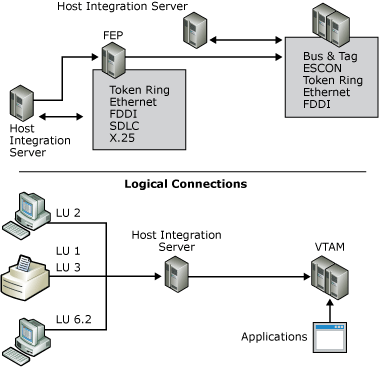 Host Integration Server
FEP
Bus & Tag
ESCON
Token Ring
Ethernet
FDDI
Token Ring
Ethernet
FDDI
SDLC
X.25
Host
Integration
Server
Logical Connections
LU 2
LU 1
LU 3
LU 6.2
Host Integration
Server
VTAM
Applications